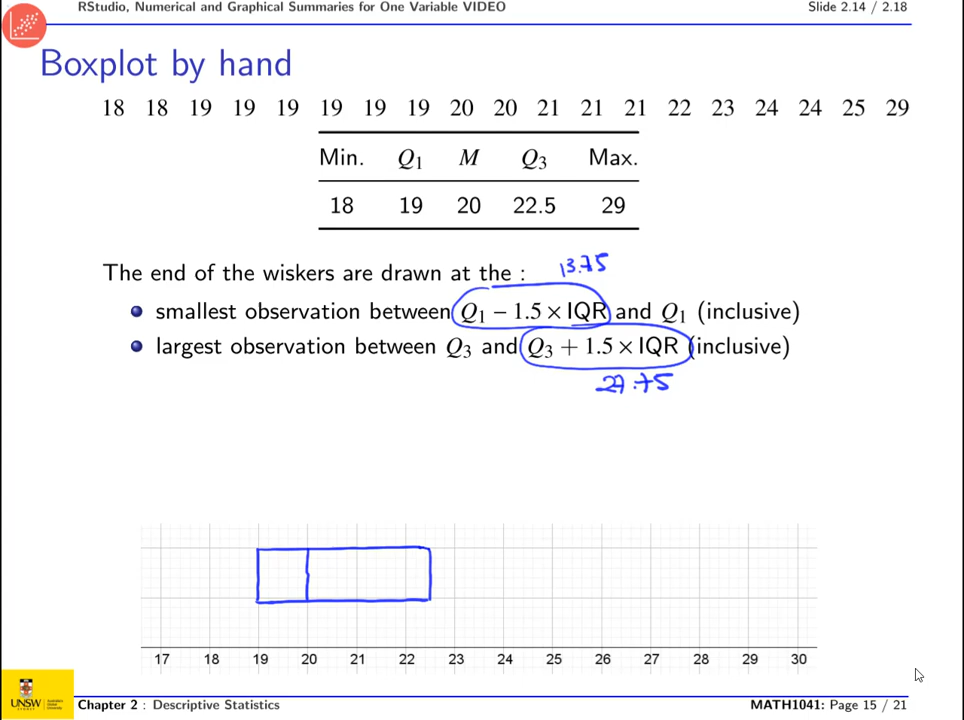 RStudio, Numerical and Graphical Summaries for One Variable VIDEO Slide 2.14 / 2.18
Boxplot by hand
18 18 19 19 19 19 19 19 20 20 21 21 21 22 23 24 24 25 29
Min. Q1 M Q3 Max.
18 19 20 22.5 29
The end of the wiskers are drawn at the :
13.75
smallest observation between Q1 − 1.5 × IQR and Q1 (inclusive)
largest observation between Q3 and Q3 + 1.5 × IQR (inclusive)
27.75
17 18 19 20 21 22 23 24 25 26 27 28 29 30
UNSW
Chapter 2 : Descriptive Statistics MATH1041: Page 15 / 21